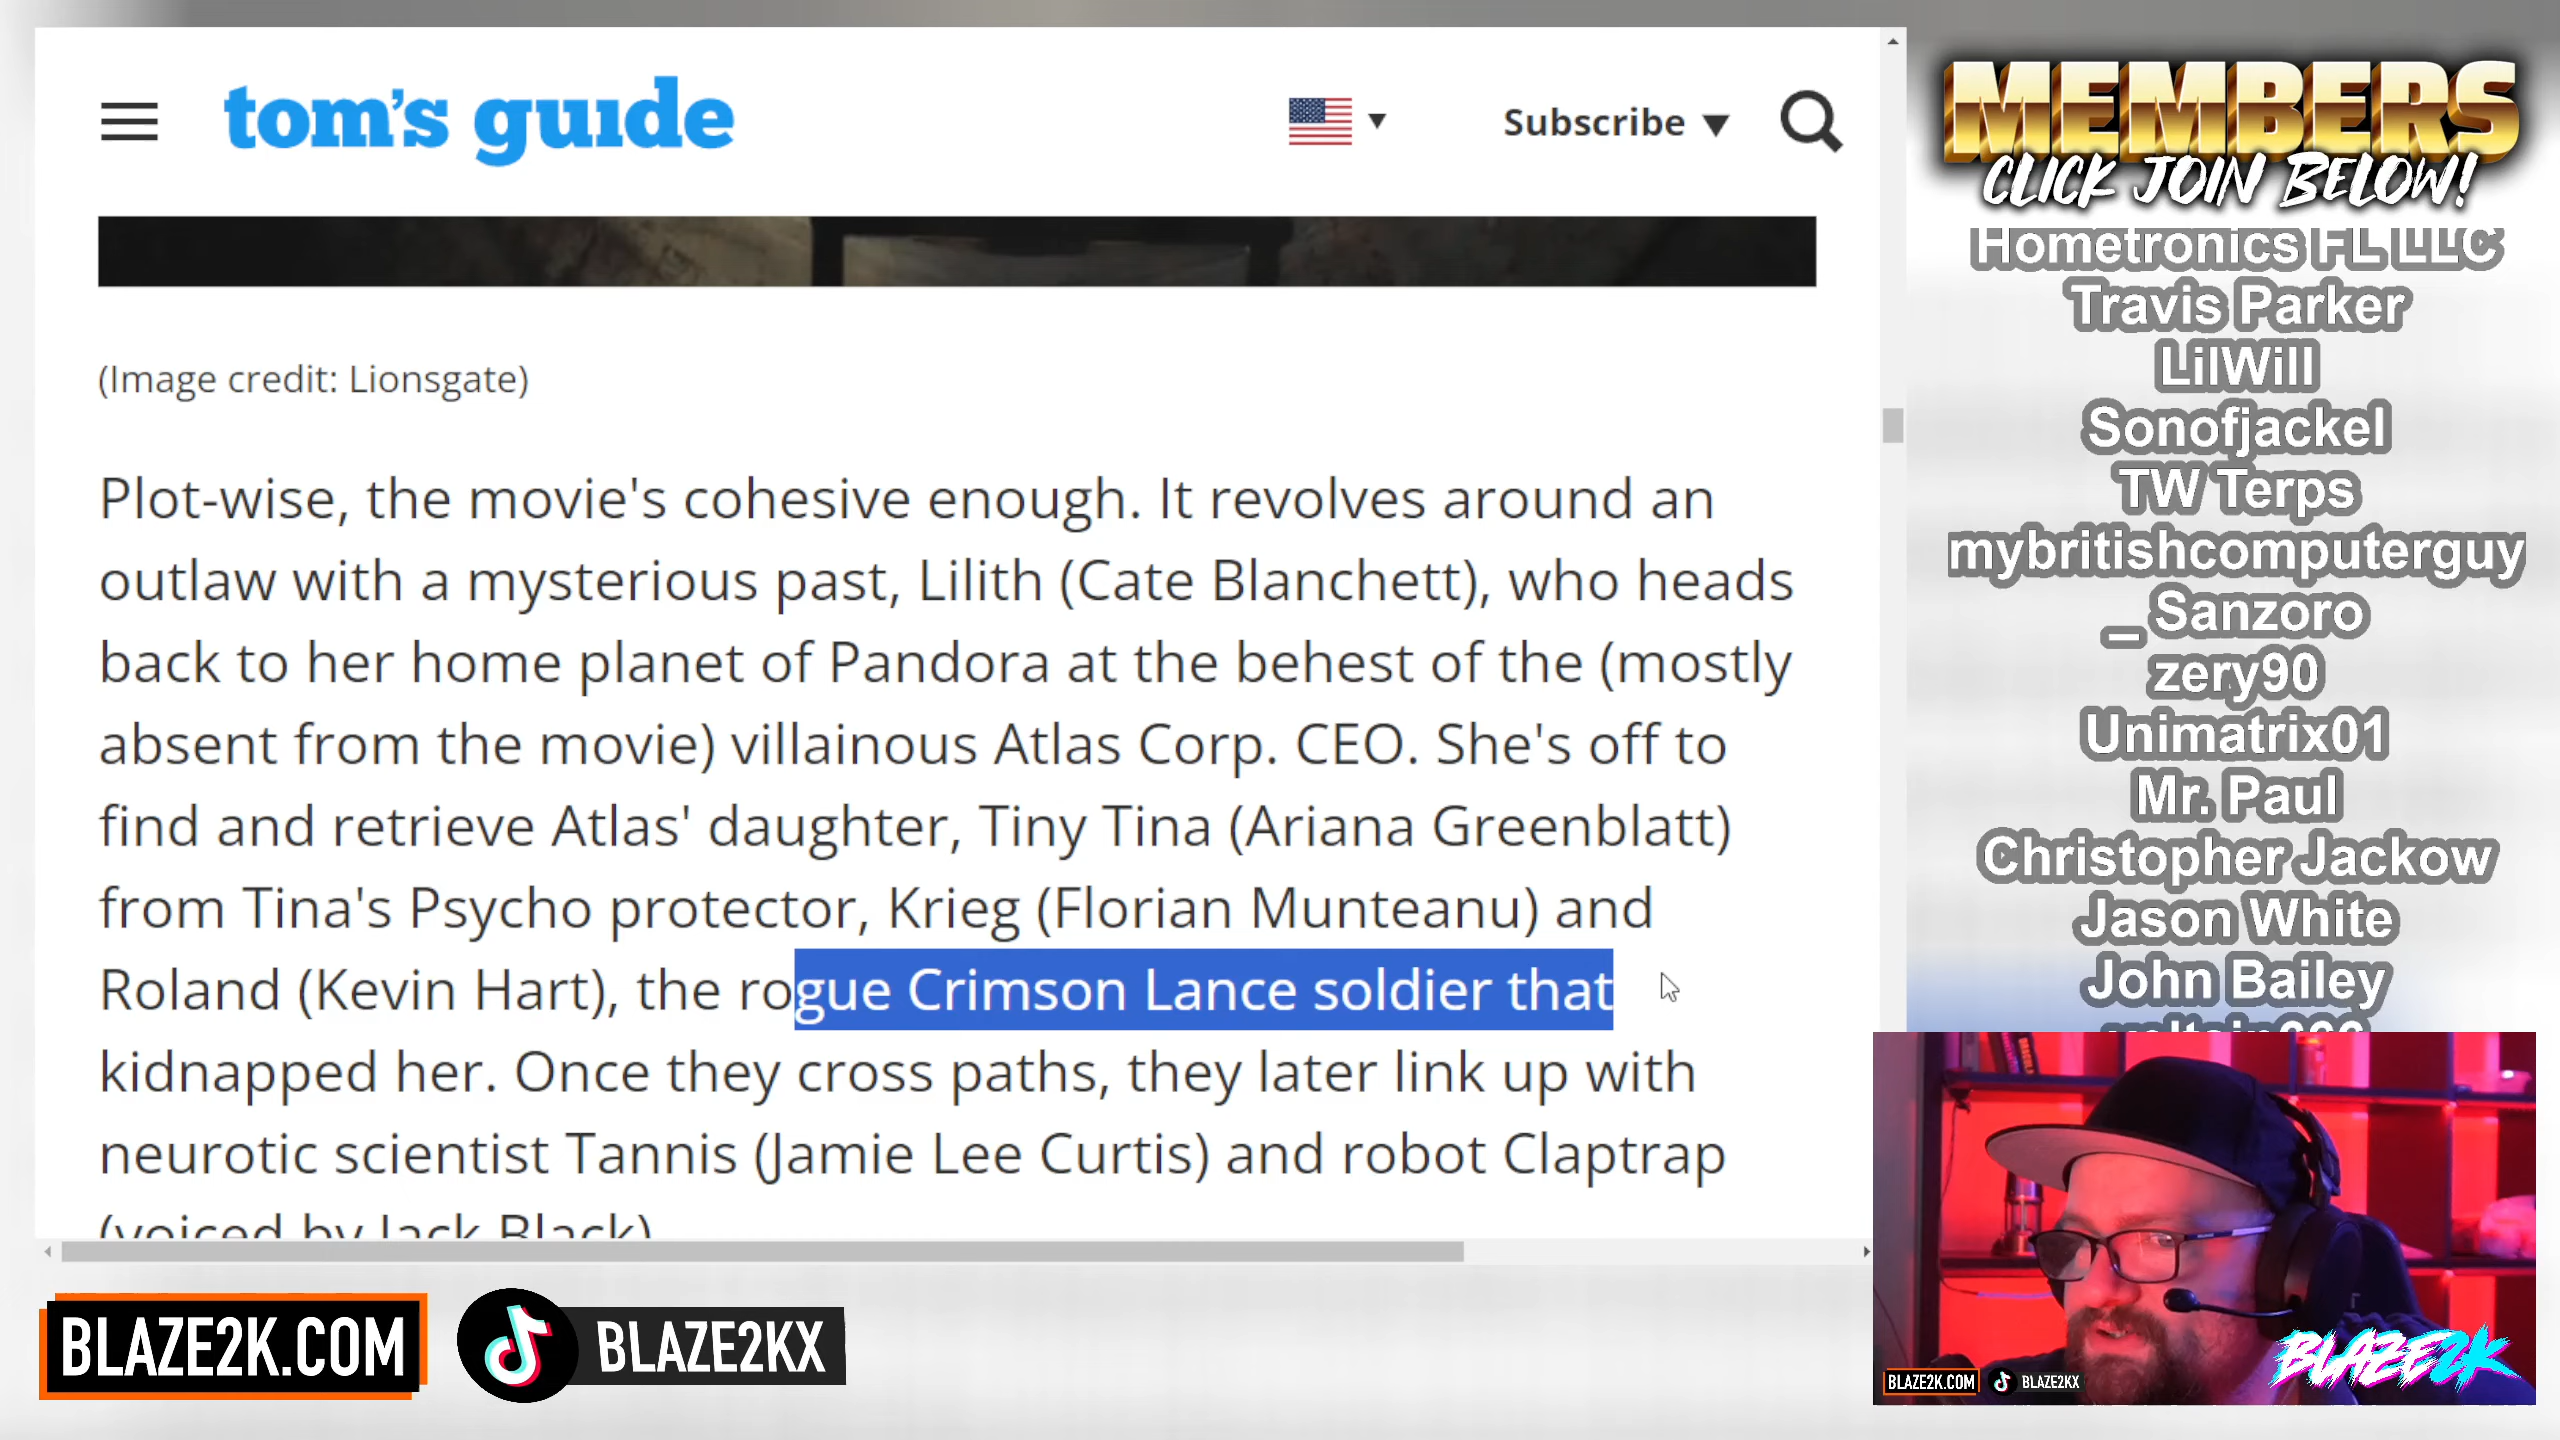 tom's guide
Subscribe
(Image credit: Lionsgate)
Plot-wise, the movie's cohesive enough. It revolves around an
outlaw with a mysterious past, Lilith (Cate Blanchett), who heads
back to her home planet of Pandora at the behest of the (mostly
absent from the movie) villainous Atlas Corp. CEO. She's off to
find and retrieve Atlas' daughter, Tiny Tina (Ariana Greenblatt)
from Tina's Psycho protector, Krieg (Florian Munteanu) and
Roland (Kevin Hart), the rogue Crimson Lance soldier that
kidnapped her. Once they cross paths, they later link up with
neurotic scientist Tannis (Jamie Lee Curtis) and robot Claptrap
(voiced by Jack Black)
MEMBERS
CLICK JOIN BELOW!
Hometronics FL LLC
Travis Parker
LilWill
Sonofjackel
TW Terps
mybritishcomputerguy
_ Sanzoro
zery90
Unimatrix01
Mr. Paul
Christopher Jackow
Jason White
John Bailey
BLAZE2K.COM
BLAZE2KX
BLAZE2K.COM
BLAZE2KX
BLAZE2K